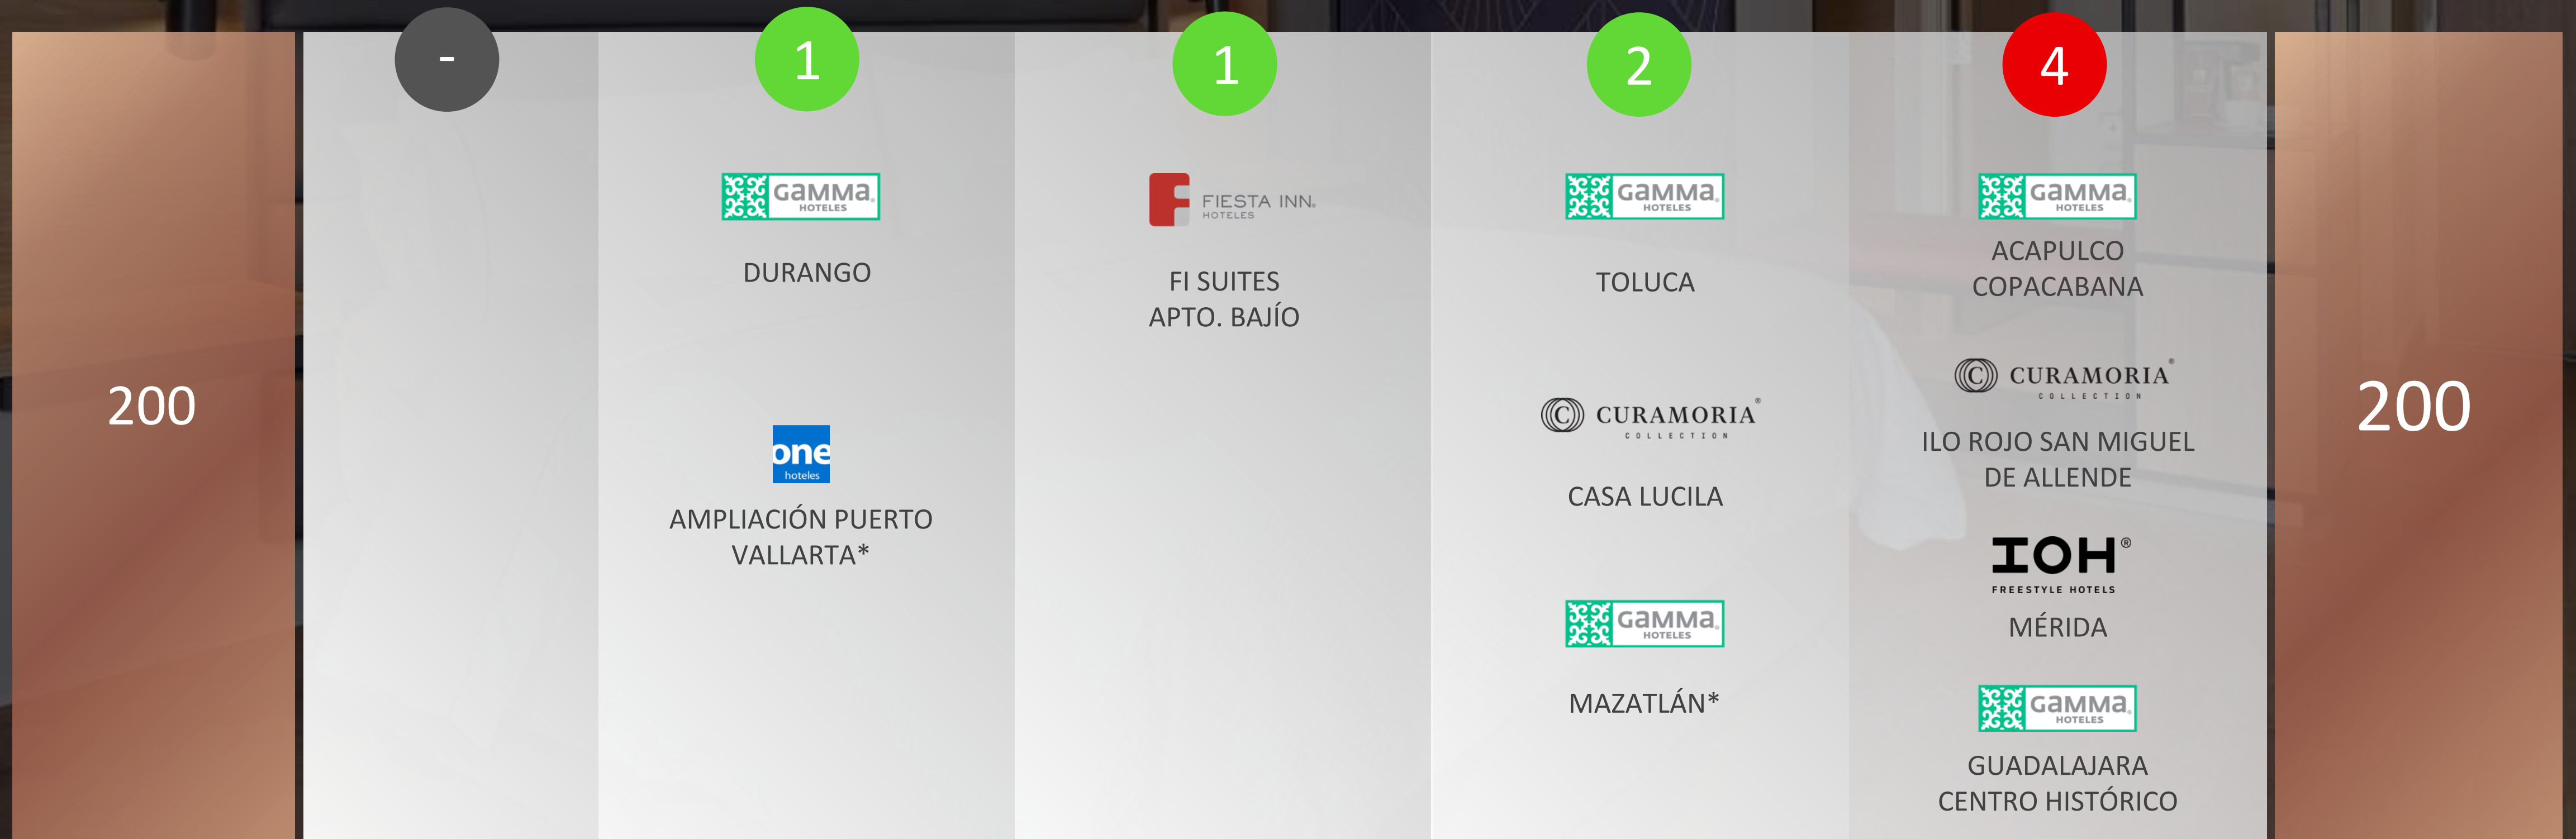 200
-
1
GAMMA
HOTELES
DURANGO
one
hoteles
AMPLIACIÓN PUERTO
VALLARTA*
1
FIESTA INN®
HOTELES
FI SUITES
APTO. BAJÍO
2
GAMMA
HOTELES
TOLUCA
C CURAMORIA®
COLLECTION
CASA LUCILA
GAMMA
HOTELES
MAZATLÁN*
4
GAMMA
HOTELES
ACAPULCO
COPACABANA
C CURAMORIA®
COLLECTION
ILO ROJO SAN MIGUEL
DE ALLENDE
IOH®
FREESTYLE HOTELS
MÉRIDA
GAMMA
HOTELES
GUADALAJARA
CENTRO HISTÓRICO
200